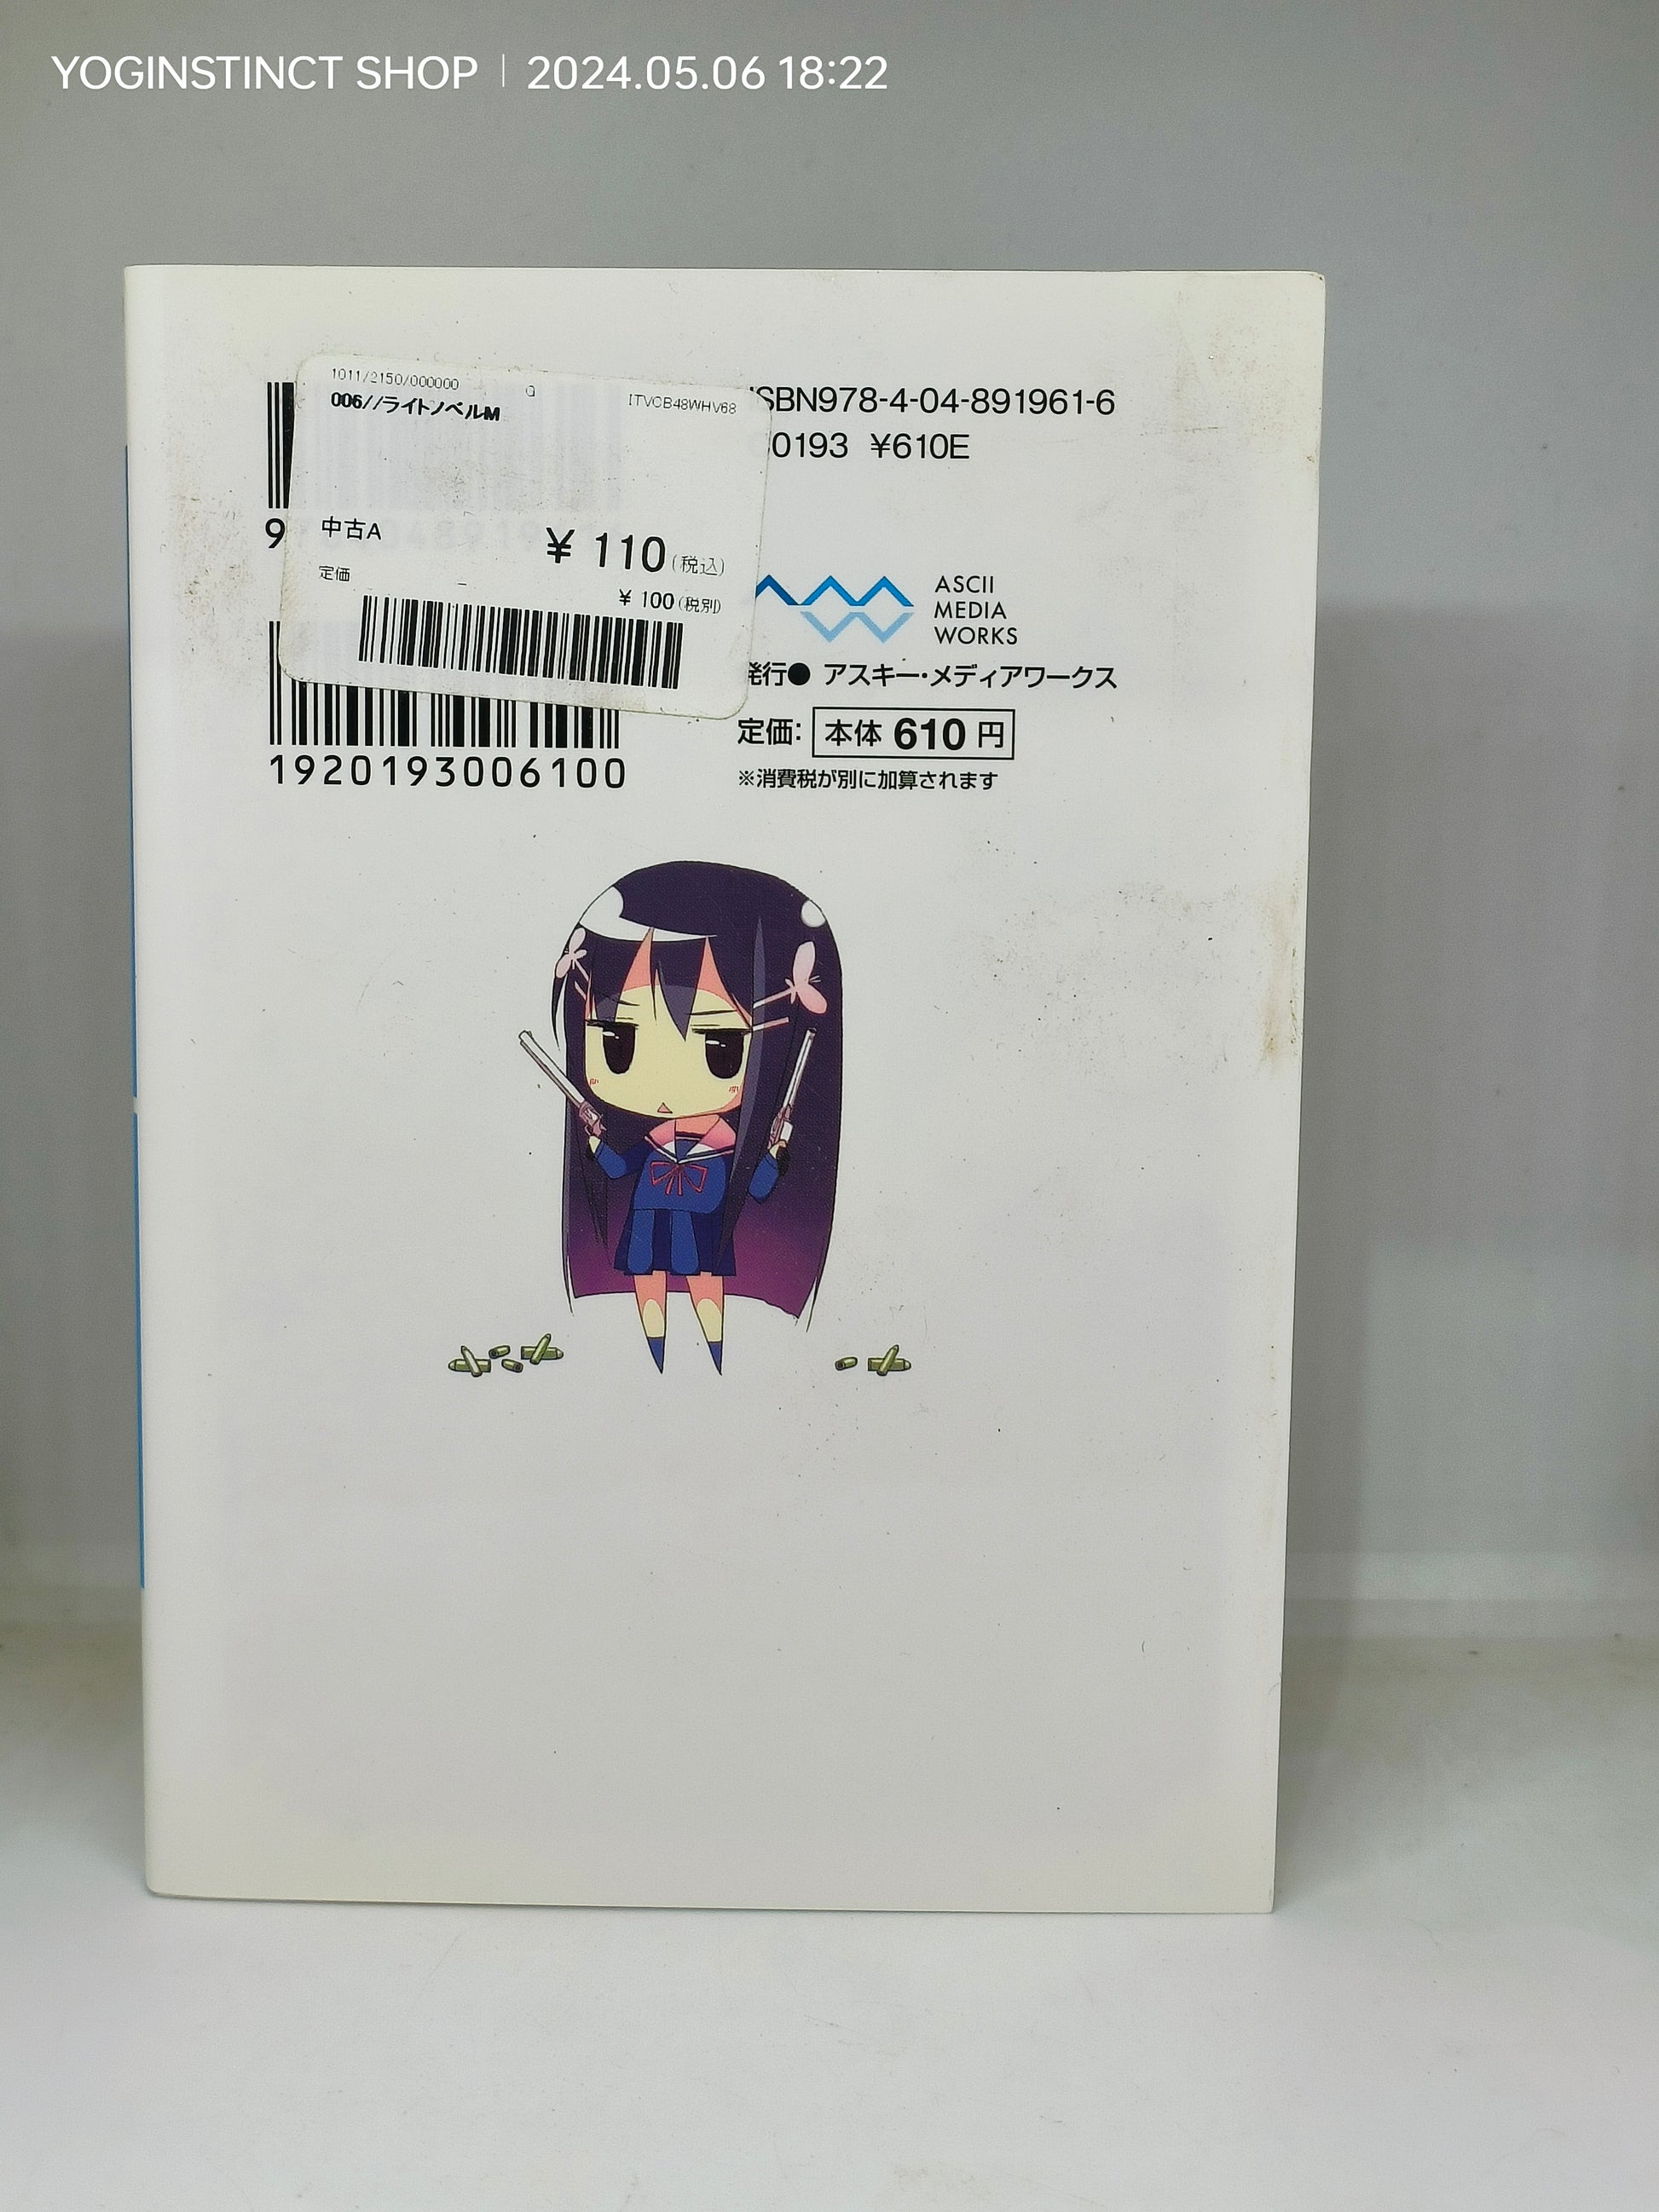 YOGINSTINCT SHOP | 2024.05.06 18:22
1011/2150/000000 G ITVCB48WHV68
006//ライトノベルM
中古A
¥ 110(税込)
定価 -
¥ 100(税別)
ISBN978-4-04-891961-6
0193 ¥610E
ASCII
MEDIA
WORKS
発行● アスキー・メディアワークス
定価: 本体 610 円
※消費税が別に加算されます
9
1920193006100